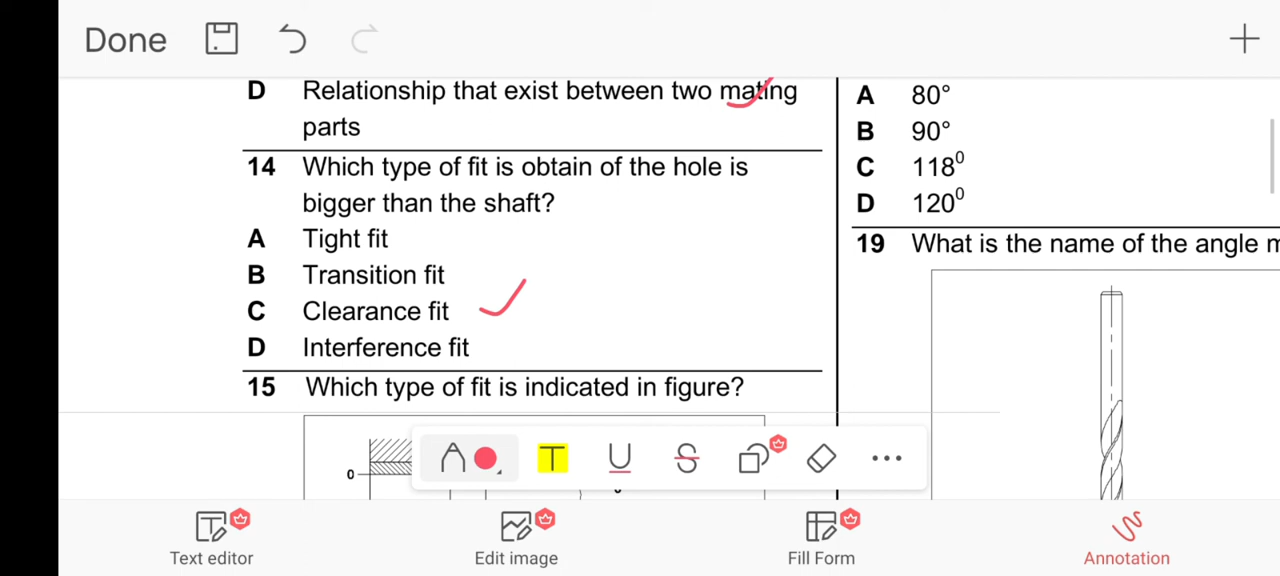 Done
D Relationship that exist between two mating
parts
14 Which type of fit is obtain of the hole is
bigger than the shaft?
A Tight fit
B Transition fit
C Clearance fit
D Interference fit
15 Which type of fit is indicated in figure?
0
A 80°
B 90°
C 118⁰
D 120⁰
19 What is the name of the angle m
T U S
Text editor
Edit image
Fill Form
Annotation